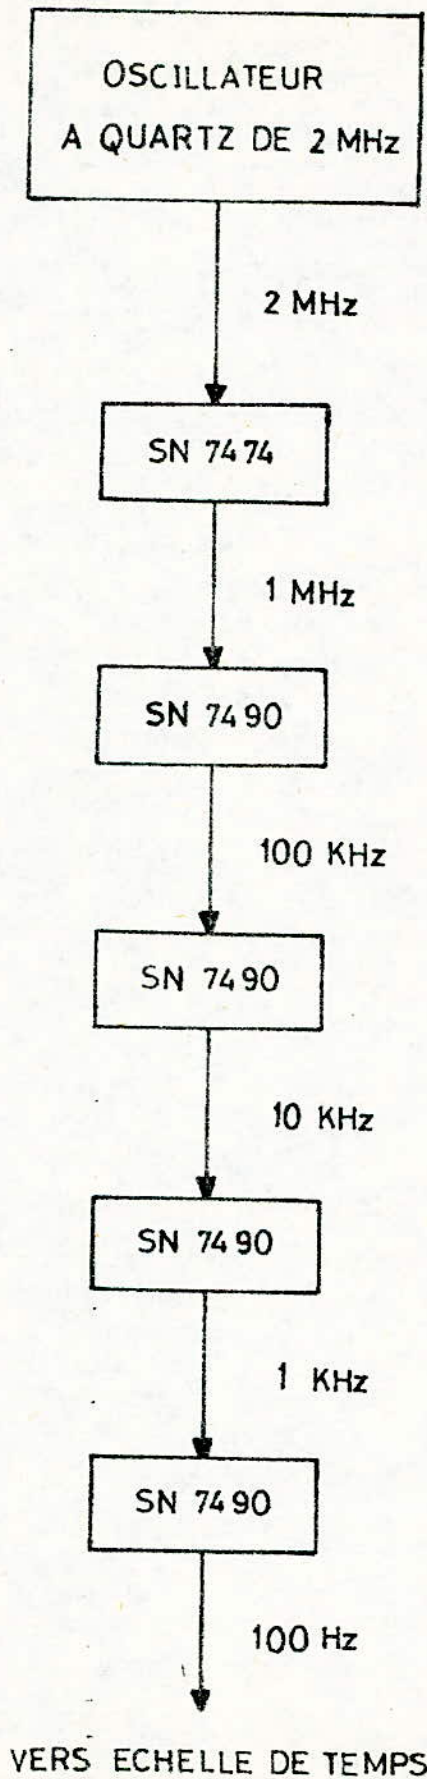 OSCILLATEUR
A QUARTZ DE 2 MHz
2 MHz
SN 7474
1 MHz
SN 7490
100 KHz
SN 7490
10 KHz
SN 7490
1 KHz
SN 7490
100 Hz
VERS ECHELLE DE TEMPS